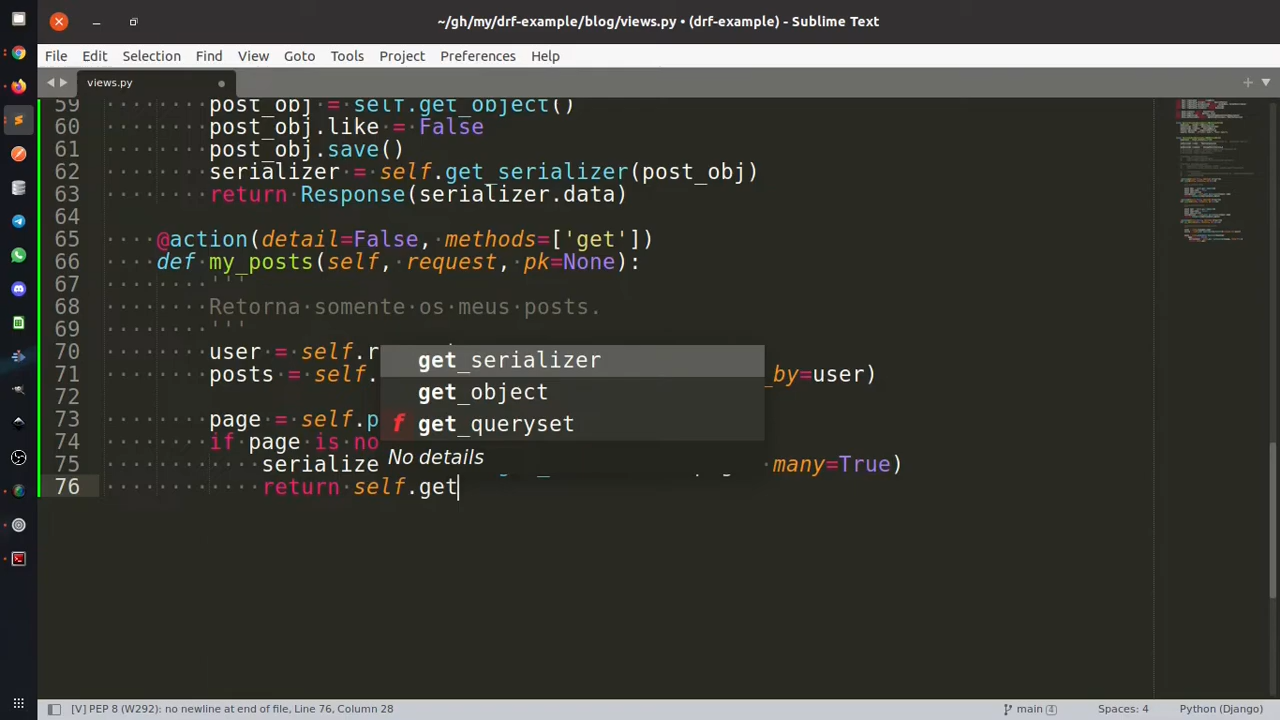 ~/gh/my/drf-example/blog/views.py • (drf-example) - Sublime Text
File Edit Selection Find View Goto Tools Project Preferences Help
views.py
59 post_obj = self.get_object()
60 post_obj.like = False
61 post_obj.save()
62 serializer = self.get_serializer(post_obj)
63 return Response(serializer.data)
64
65 @action(detail=False, methods=['get'])
66 def my_posts(self, request, pk=None):
67 '''
68 Retorna somente os meus posts.
69 '''
70 user = self.r
71 posts = self. _by=user)
72
73 page = self.p
74 if page is no
75 serialize many=True)
76 return self.get
get_serializer
get_object
f get_queryset
No details
[V] PEP 8 (W292): no newline at end of file, Line 76, Column 28
main 4
Spaces: 4
Python (Django)